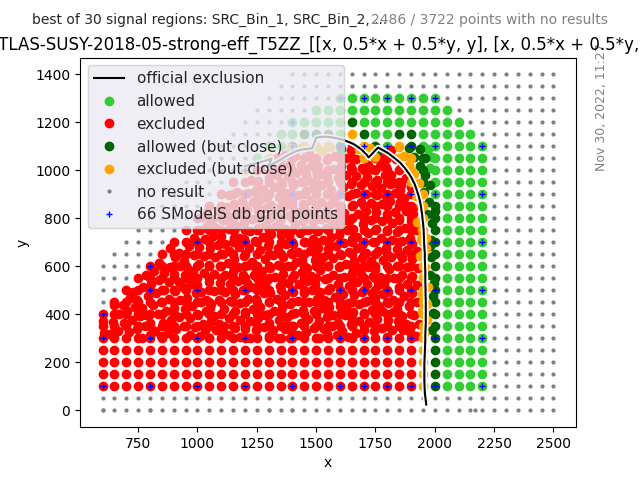 best of 30 signal regions: SRC_Bin_1, SRC_Bin_2, ...
2486 / 3722 points with no results
TLAS-SUSY-2018-05-strong-eff_T5ZZ_[[x, 0.5*x + 0.5*y, y], [x, 0.5*x + 0.5*y,
official exclusion
allowed
excluded
allowed (but close)
excluded (but close)
no result
66 SModelS db grid points
Nov 30, 2022, 11:2
y
1400
1200
1000
800
600
400
200
0
750
1000
1250
1500
1750
2000
2250
2500
x